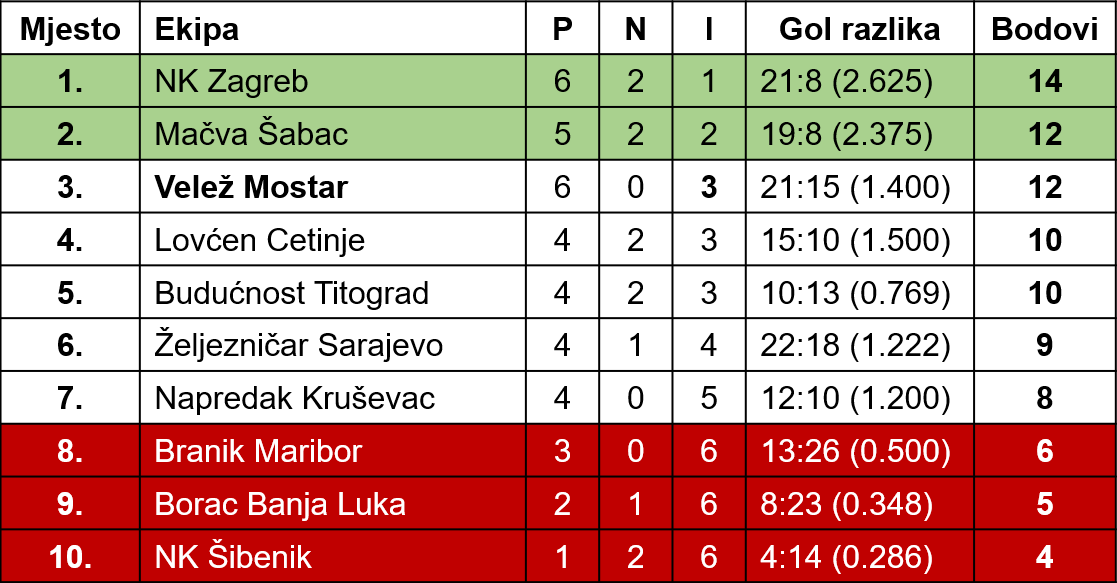 Mjesto Ekipa P N I Gol razlika Bodovi
1. NK Zagreb 6 2 1 21:8 (2.625) 14
2. Mačva Šabac 5 2 2 19:8 (2.375) 12
3. Velež Mostar 6 0 3 21:15 (1.400) 12
4. Lovćen Cetinje 4 2 3 15:10 (1.500) 10
5. Budućnost Titograd 4 2 3 10:13 (0.769) 10
6. Željezničar Sarajevo 4 1 4 22:18 (1.222) 9
7. Napredak Kruševac 4 0 5 12:10 (1.200) 8
8. Branik Maribor 3 0 6 13:26 (0.500) 6
9. Borac Banja Luka 2 1 6 8:23 (0.348) 5
10. NK Šibenik 1 2 6 4:14 (0.286) 4